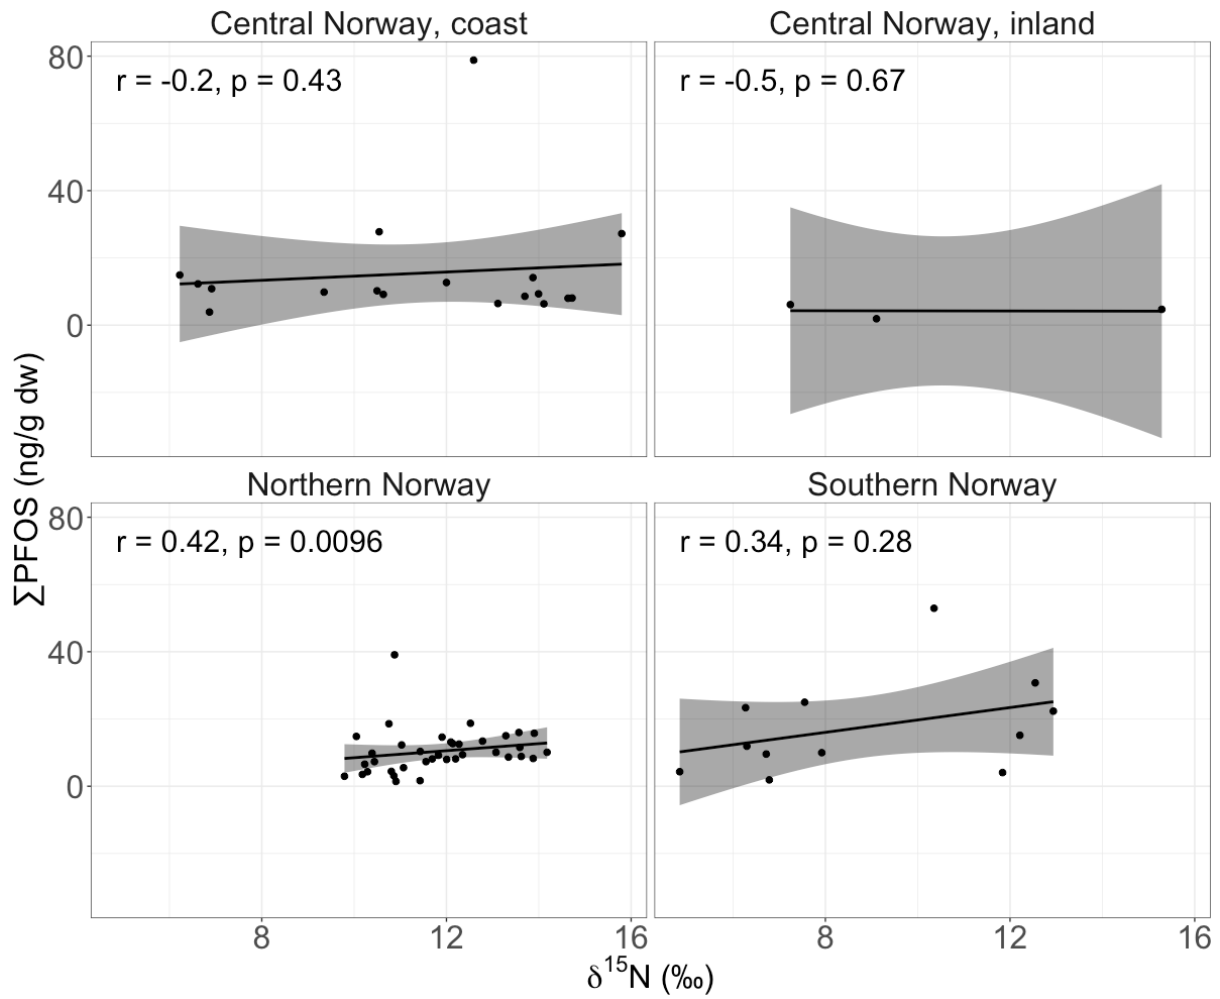 Central Norway, coast
Central Norway, inland
r = -0.2, p = 0.43
r = -0.5, p = 0.67
80
40
0
Northern Norway
Southern Norway
r = 0.42, p = 0.0096
r = 0.34, p = 0.28
80
40
0
∑PFOS (ng/g dw)
8
12
16
8
12
16
δ¹⁵N (‰)